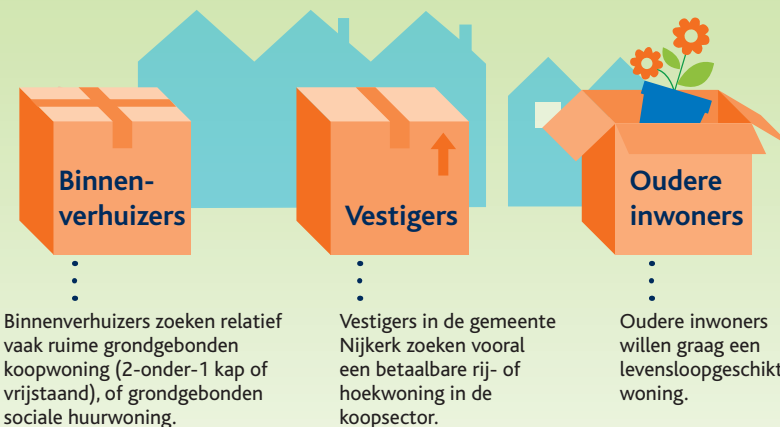 Binnen-
verhuizers
Vestigers
Oudere
inwoners
Binnenverhuizers zoeken relatief
vaak ruime grondgebonden
koopwoning (2-onder-1 kap of
vrijstaand), of grondgebonden
sociale huurwoning.
Vestigers in de gemeente
Nijkerk zoeken vooral
een betaalbare rij- of
hoekwoning in de
koopsector.
Oudere inwoners
willen graag een
levensloopgeschikt
woning.